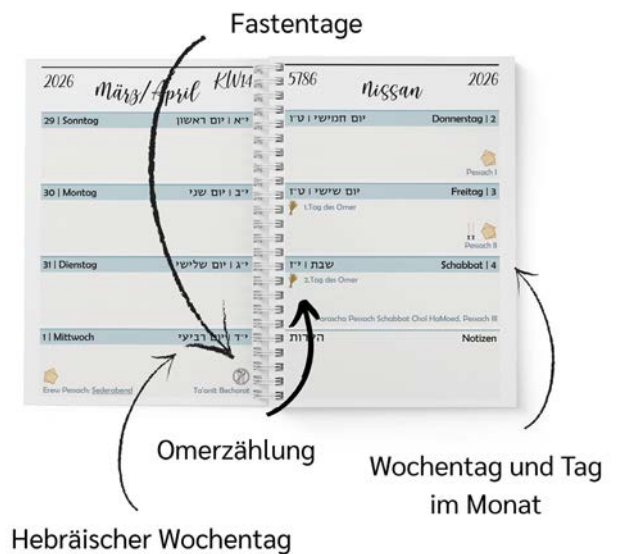 Fastentage
2026 März/April KW14
29 | Sonntag י״א | יום ראשון
30 | Montag י״ב | יום שני
31 | Dienstag י״ג | יום שלישי
1 | Mittwoch י״ד | יום רביעי
Erew Pessach: Sederabend Ta'anit Bechorot
5786 Nissan 2026
יום חמישי | ט״ו Donnerstag | 2
Pessach I
יום שישי | ט״ז Freitag | 3
1.Tag des Omer
Pessach II
שבת | י״ז Schabbat | 4
2.Tag des Omer
Pessach Schabbat Chol HaMoed, Pessach III
Notizen
Omerzählung
Wochentag und Tag
im Monat
Hebräischer Wochentag